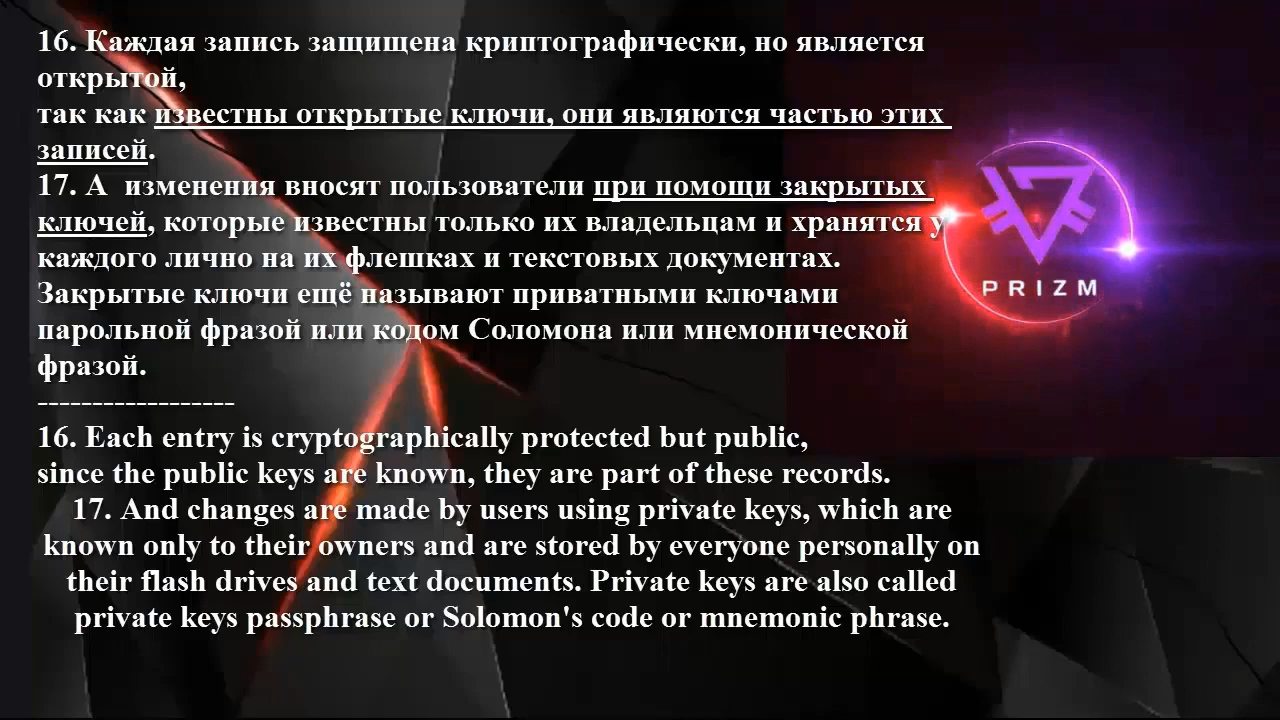 16. Каждая запись защищена криптографически, но является
открытой,
так как известны открытые ключи, они являются частью этих
записей.
17. А  изменения вносят пользователи при помощи закрытых
ключей, которые известны только их владельцам и хранятся у
каждого лично на их флешках и текстовых документах.
Закрытые ключи ещё называют приватными ключами
парольной фразой или кодом Соломона или мнемонической
фразой.
------------------
16. Each entry is cryptographically protected but public,
since the public keys are known, they are part of these records.
17. And changes are made by users using private keys, which are
known only to their owners and are stored by everyone personally on
their flash drives and text documents. Private keys are also called
private keys passphrase or Solomon's code or mnemonic phrase.
PRIZM